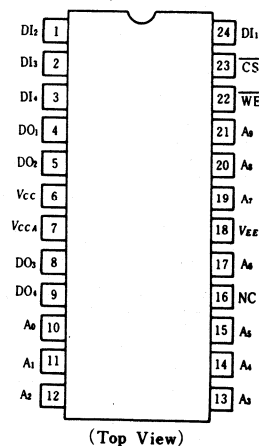 DI₂ 1 24 DI₁
DI₃ 2 23 C̅S̅
DI₄ 3 22 W̅E̅
DO₁ 4 21 A₉
DO₂ 5 20 A₈
VCC 6 19 A₇
VCCA 7 18 VEE
DO₃ 8 17 A₆
DO₄ 9 16 NC
A₀ 10 15 A₅
A₁ 11 14 A₄
A₂ 12 13 A₃
(Top View)